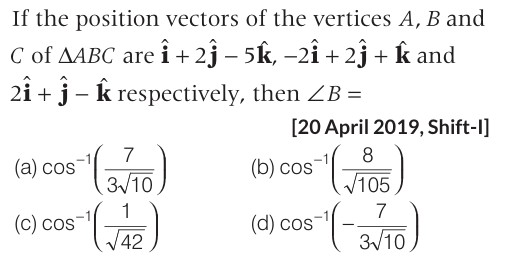 If the position vectors of the vertices A, B and
C of ΔABC are î + 2ĵ – 5k̂, –2î + 2ĵ + k̂ and
2î + ĵ – k̂ respectively, then ∠B =
[20 April 2019, Shift-I]
(a) cos⁻¹(7/(3√10)) (b) cos⁻¹(8/√105)
(c) cos⁻¹(1/√42) (d) cos⁻¹(–7/(3√10))